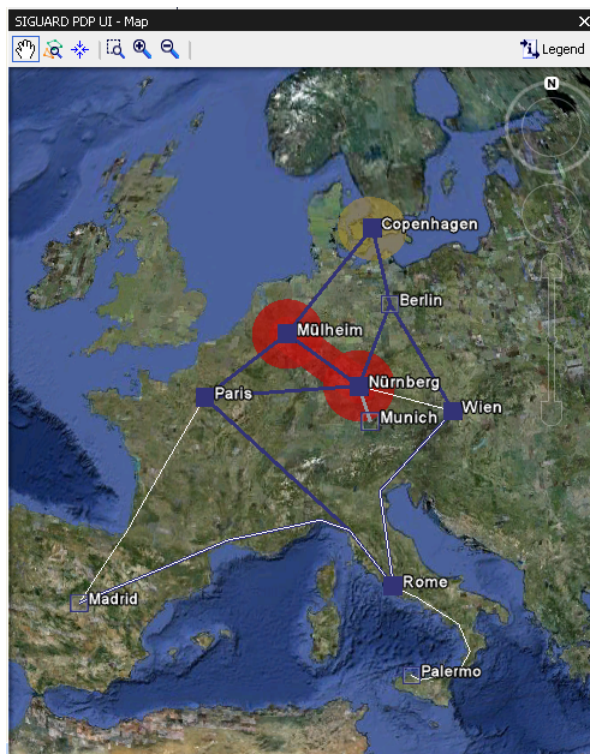 SIGUARD PDP UI - Map
Legend
N
Copenhagen
Berlin
Mülheim
Nürnberg
Paris
Wien
Munich
Rome
Madrid
Palermo